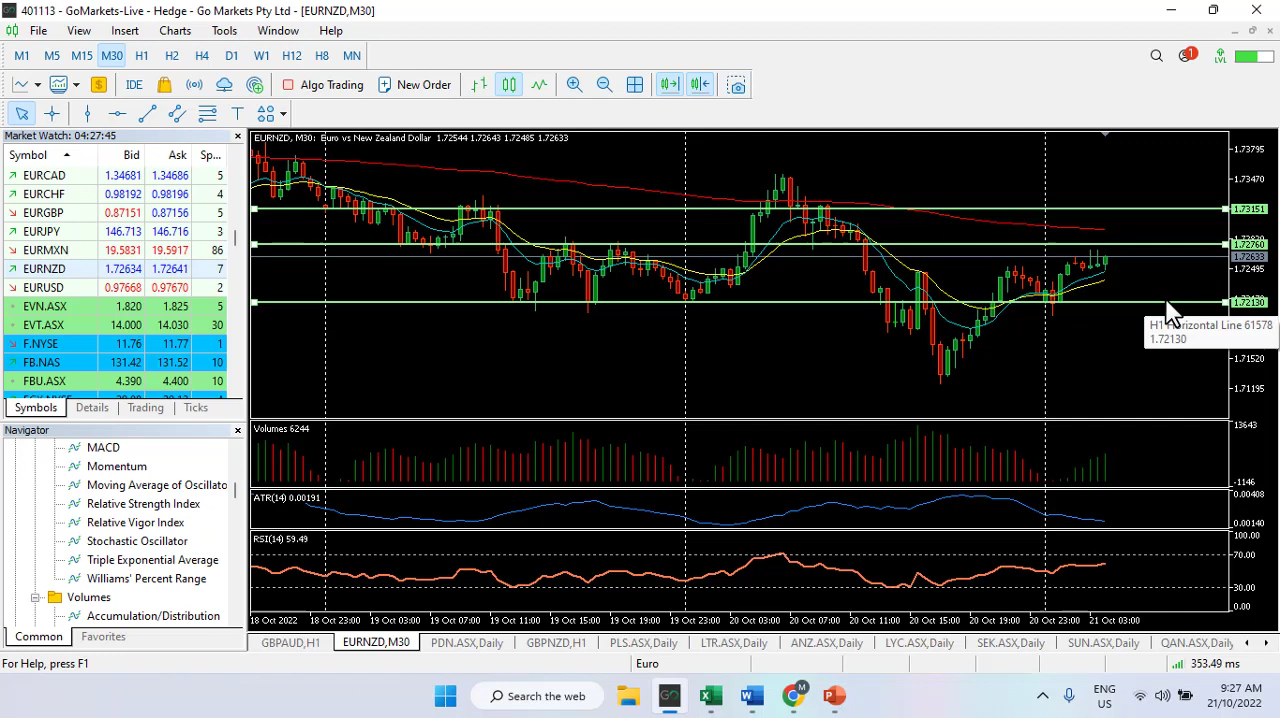 401113 - GoMarkets-Live - Hedge - Go Markets Pty Ltd - [EURNZD,M30]
File View Insert Charts Tools Window Help
M1 M5 M15 M30 H1 H2 H4 D1 W1 H12 H8 MN
1 LVL
IDE Algo Trading New Order
Market Watch: 04:27:45
Symbol Bid Ask Sp...
EURCAD 1.34681 1.34686 5
EURCHF 0.98192 0.98196 4
EURGBP 0.87151 0.87156 5
EURJPY 146.713 146.716 3
EURMXN 19.5831 19.5917 86
EURNZD 1.72634 1.72641 7
EURUSD 0.97668 0.97670 2
EVN.ASX 1.820 1.825 5
EVT.ASX 14.000 14.030 30
F.NYSE 11.76 11.77 1
FB.NAS 131.42 131.52 10
FBU.ASX 4.390 4.400 10
Symbols Details Trading Ticks
Navigator
MACD
Momentum
Moving Average of Oscillato
Relative Strength Index
Relative Vigor Index
Stochastic Oscillator
Triple Exponential Average
Williams' Percent Range
Volumes
Accumulation/Distribution
Common Favorites
EURNZD, M30: Euro vs New Zealand Dollar 1.72544 1.72643 1.72485 1.72633
1.73795
1.73470
1.73151
1.72760
1.72633
1.72495
1.72130
1.71520
1.71195
H1 Horizontal Line 61578
1.72130
Volumes 6244
13643
-1146
ATR(14) 0.00191
0.00408
0.00140
RSI(14) 59.49
100.00
70.00
30.00
0.00
18 Oct 2022 18 Oct 23:00 19 Oct 03:00 19 Oct 07:00 19 Oct 11:00 19 Oct 15:00 19 Oct 19:00 19 Oct 23:00 20 Oct 03:00 20 Oct 07:00 20 Oct 11:00 20 Oct 15:00 20 Oct 19:00 20 Oct 23:00 21 Oct 03:00
GBPAUD,H1 EURNZD,M30 PDN.ASX,Daily GBPNZD,H1 PLS.ASX,Daily LTR.ASX,Daily ANZ.ASX,Daily LYC.ASX,Daily SEK.ASX,Daily SUN.ASX,Daily QAN.ASX,Daily
For Help, press F1 Euro 353.49 ms
GO
Search the web
M
ENG
US
9:27 AM
21/10/2022